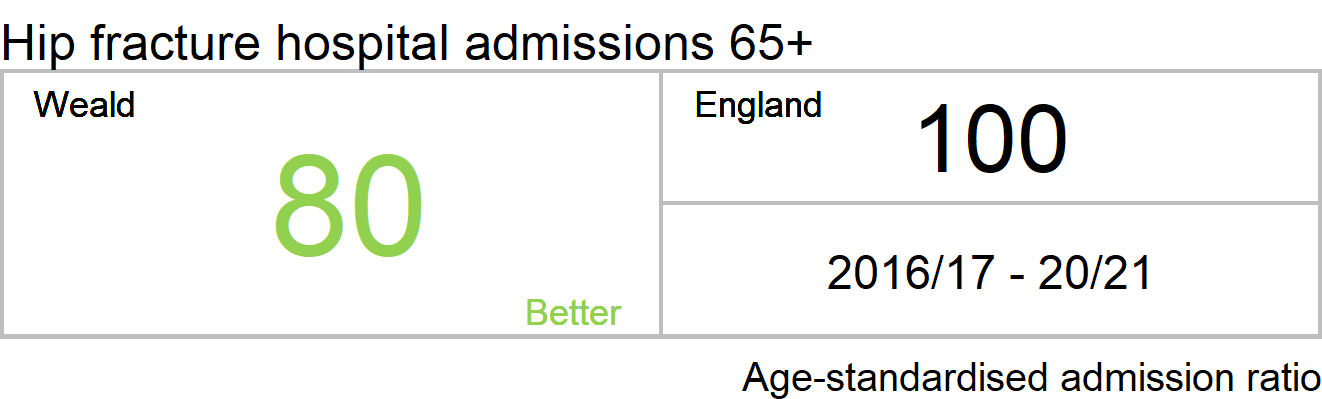 Hip fracture hospital admissions 65+
Weald
80
Better
England
100
2016/17 - 20/21
Age-standardised admission ratio